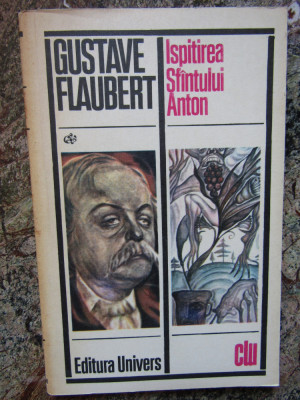 GUSTAVE
FLAUBERT
Ispitirea
Sfîntului
Anton
Editura Univers
clu